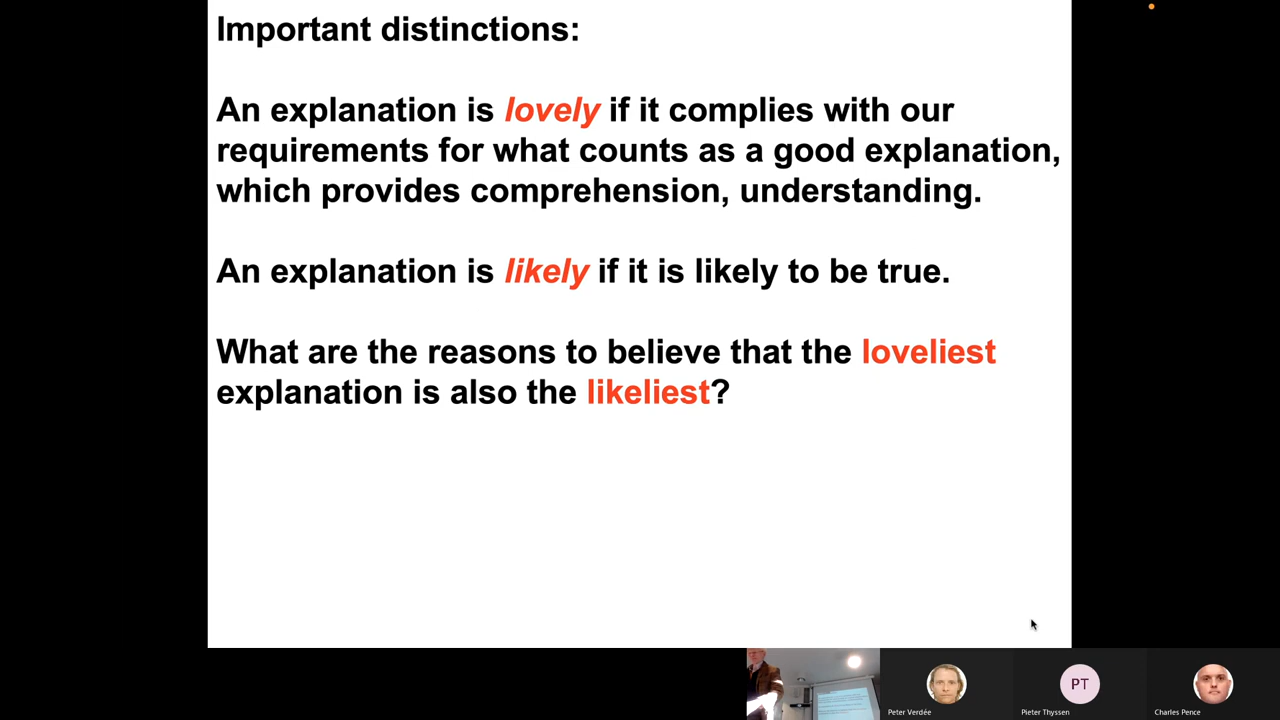 Important distinctions:
An explanation is lovely if it complies with our
requirements for what counts as a good explanation,
which provides comprehension, understanding.
An explanation is likely if it is likely to be true.
What are the reasons to believe that the loveliest
explanation is also the likeliest?
PT
Peter Verdée
Pieter Thyssen
Charles Pence